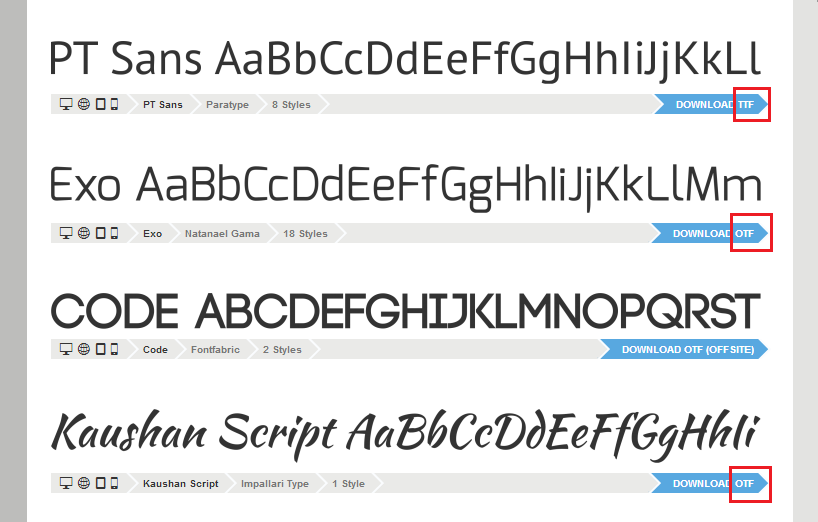 PT Sans AaBbCcDdEeFfGgHhIiJjKkLl
PT Sans Paratype 8 Styles DOWNLOAD TTF
Exo AaBbCcDdEeFfGgHhIiJjKkLlMm
Exo Natanael Gama 18 Styles DOWNLOAD OTF
CODE ABCDEFGHIJKLMNOPQRST
Code Fontfabric 2 Styles DOWNLOAD OTF (OFFSITE)
Kaushan Script AaBbCcDdEeFfGgHhIi
Kaushan Script Impallari Type 1 Style DOWNLOAD OTF